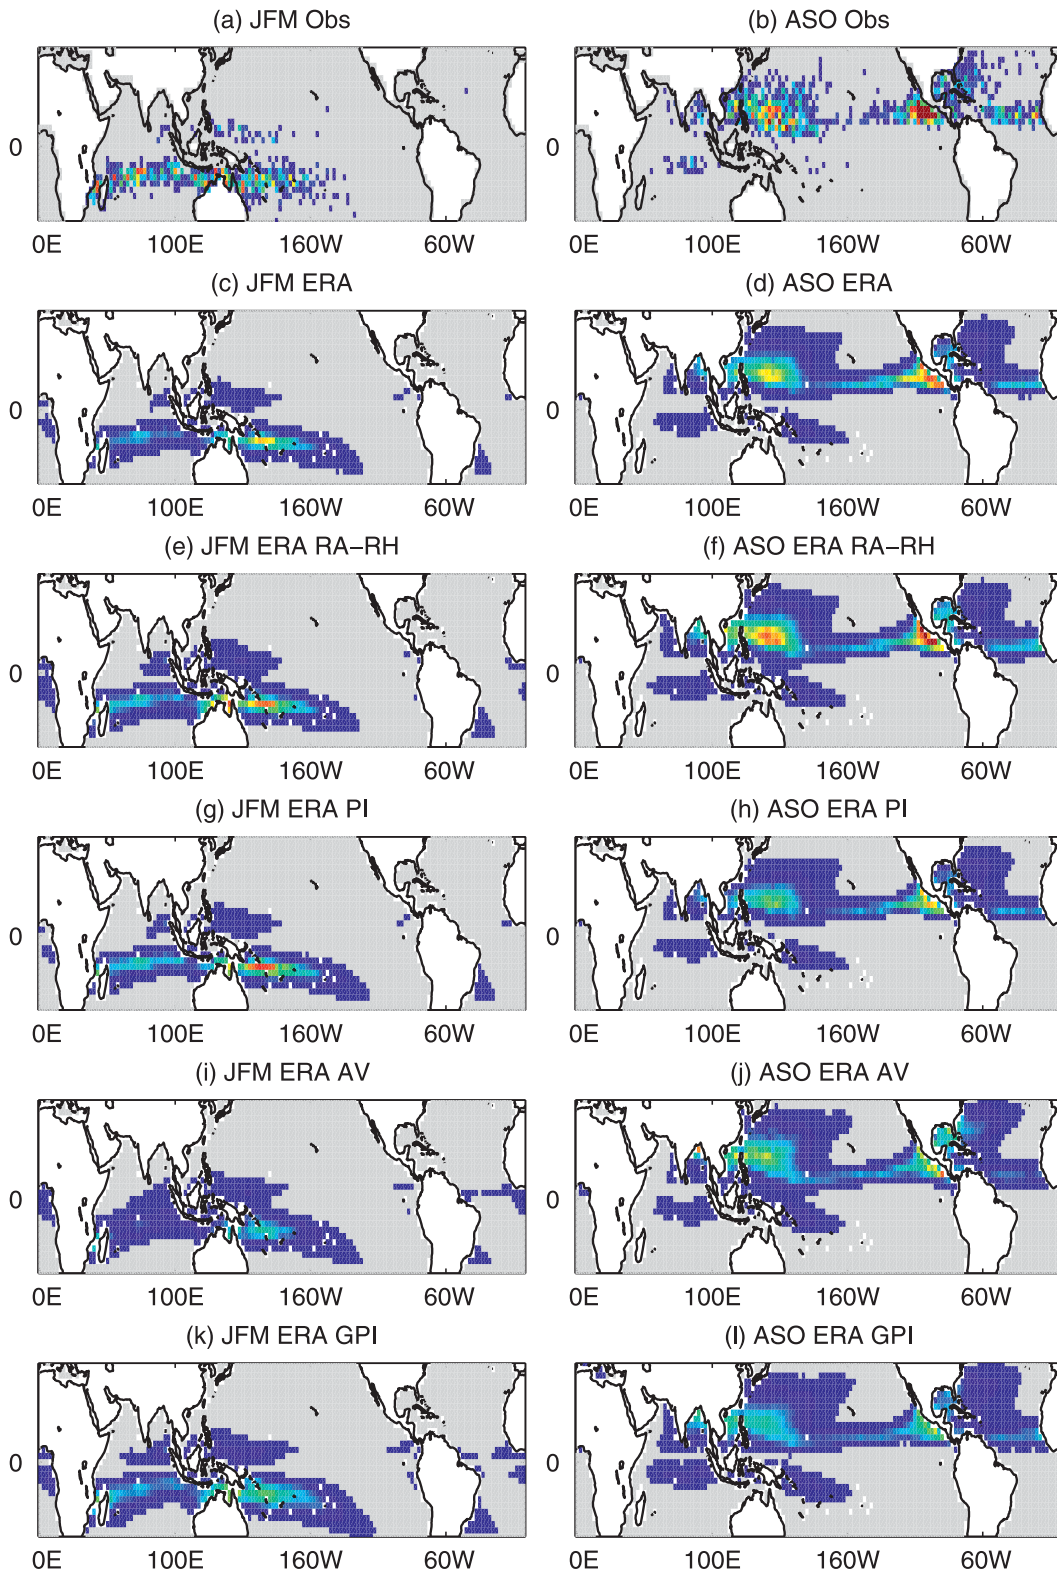 (a) JFM Obs (b) ASO Obs
0 0
0E 100E 160W 60W 0E 100E 160W 60W
(c) JFM ERA (d) ASO ERA
0 0
0E 100E 160W 60W 0E 100E 160W 60W
(e) JFM ERA RA−RH (f) ASO ERA RA−RH
0 0
0E 100E 160W 60W 0E 100E 160W 60W
(g) JFM ERA PI (h) ASO ERA PI
0 0
0E 100E 160W 60W 0E 100E 160W 60W
(i) JFM ERA AV (j) ASO ERA AV
0 0
0E 100E 160W 60W 0E 100E 160W 60W
(k) JFM ERA GPI (l) ASO ERA GPI
0 0
0E 100E 160W 60W 0E 100E 160W 60W